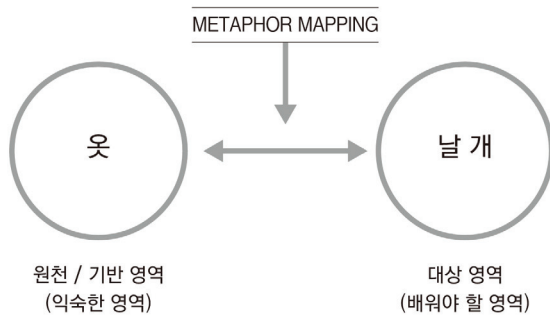 METAPHOR MAPPING
옷
날 개
원천 / 기반 영역
(익숙한 영역)
대상 영역
(배워야 할 영역)